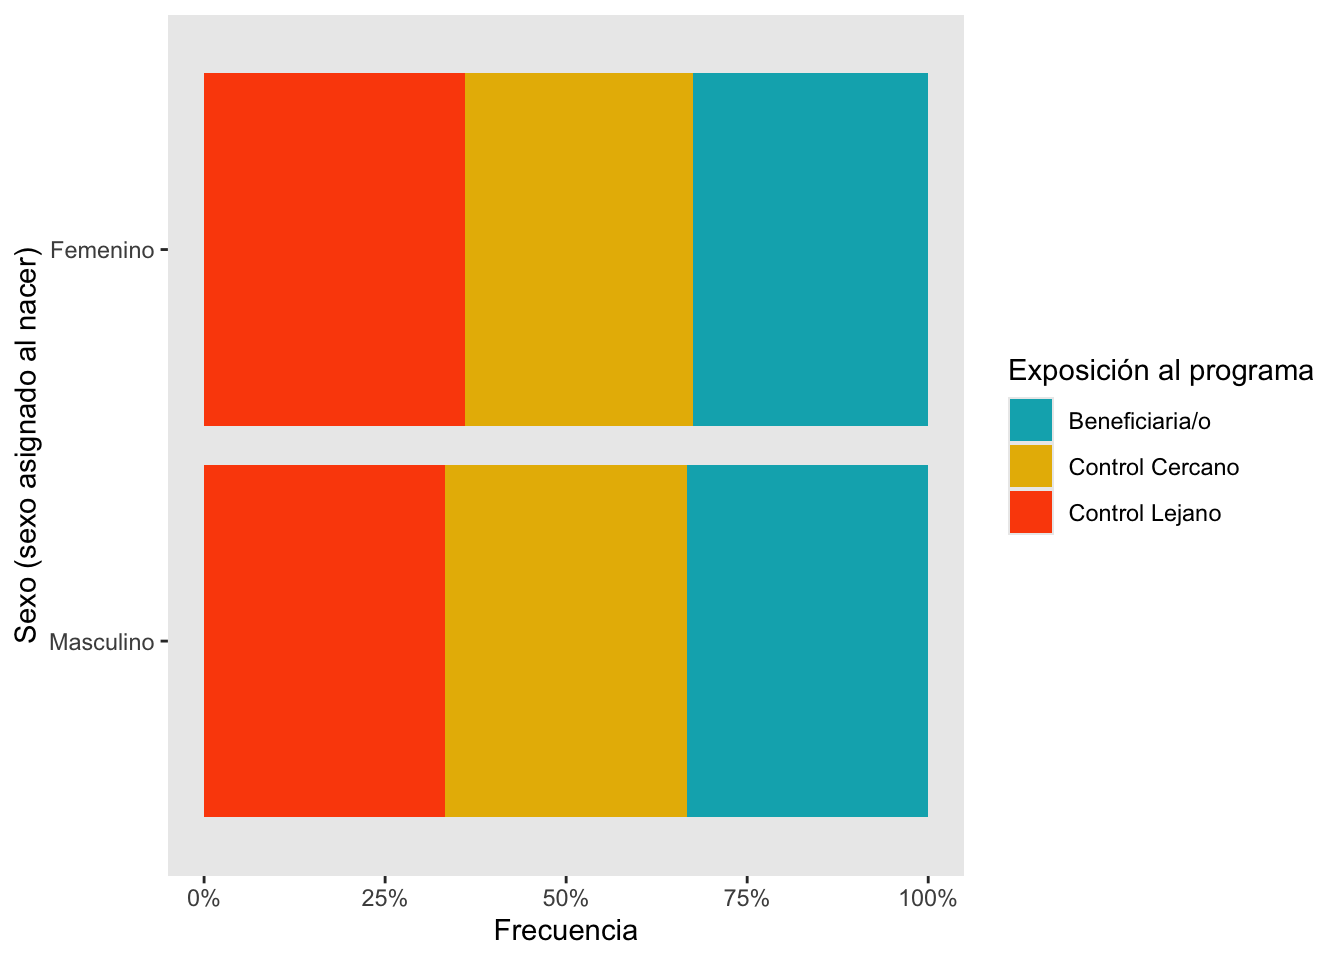 Sexo (sexo asignado al nacer)
Femenino
Masculino
0% 25% 50% 75% 100%
Frecuencia
Exposición al programa
Beneficiaria/o
Control Cercano
Control Lejano